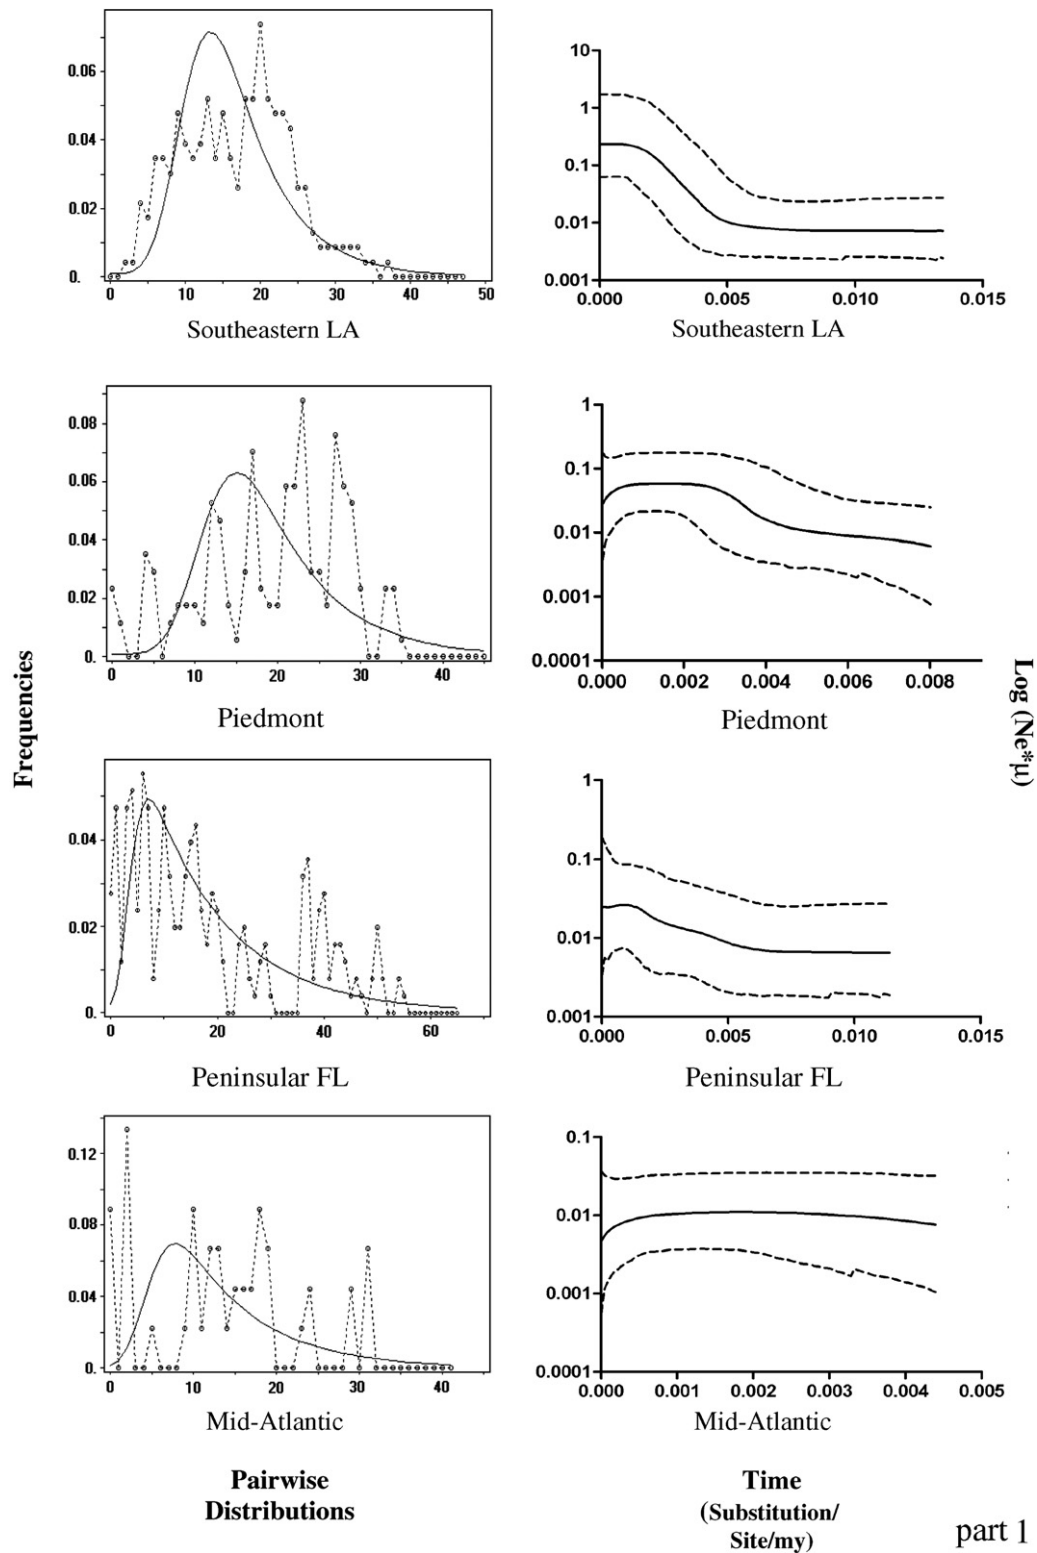 0.06
0.04
0.02
0.
0 10 20 30 40 50
Southeastern LA
10
1
0.1
0.01
0.001
0.000 0.005 0.010 0.015
Southeastern LA
0.08
0.06
0.04
0.02
0.
0 10 20 30 40
Piedmont
1
0.1
0.01
0.001
0.0001
0.000 0.002 0.004 0.006 0.008
Piedmont
Frequencies
Log (Ne*μ)
0.04
0.02
0.
0 20 40 60
Peninsular FL
1
0.1
0.01
0.001
0.000 0.005 0.010 0.015
Peninsular FL
0.12
0.08
0.04
0.
0 10 20 30 40
Mid-Atlantic
0.1
0.01
0.001
0.0001
0.000 0.001 0.002 0.003 0.004 0.005
Mid-Atlantic
Pairwise
Distributions
Time
(Substitution/
Site/my)
part 1